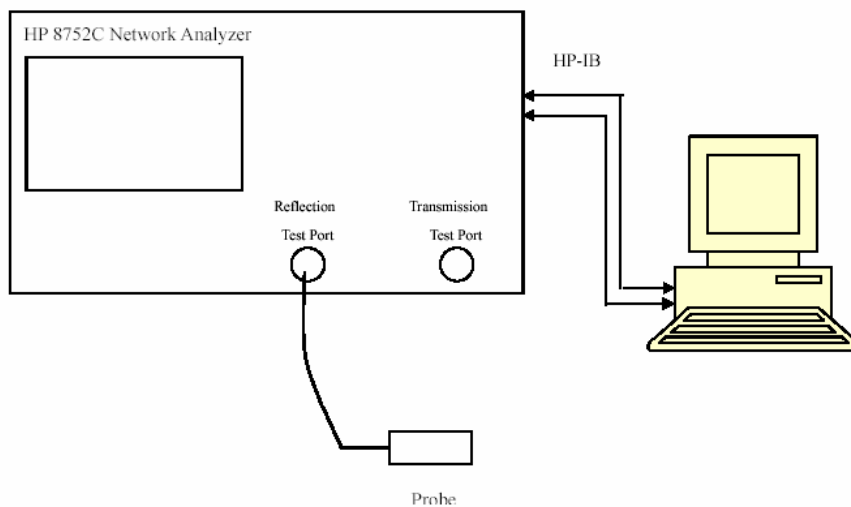 HP 8752C Network Analyzer
HP-IB
Reflection
Test Port
Transmission
Test Port
Probe